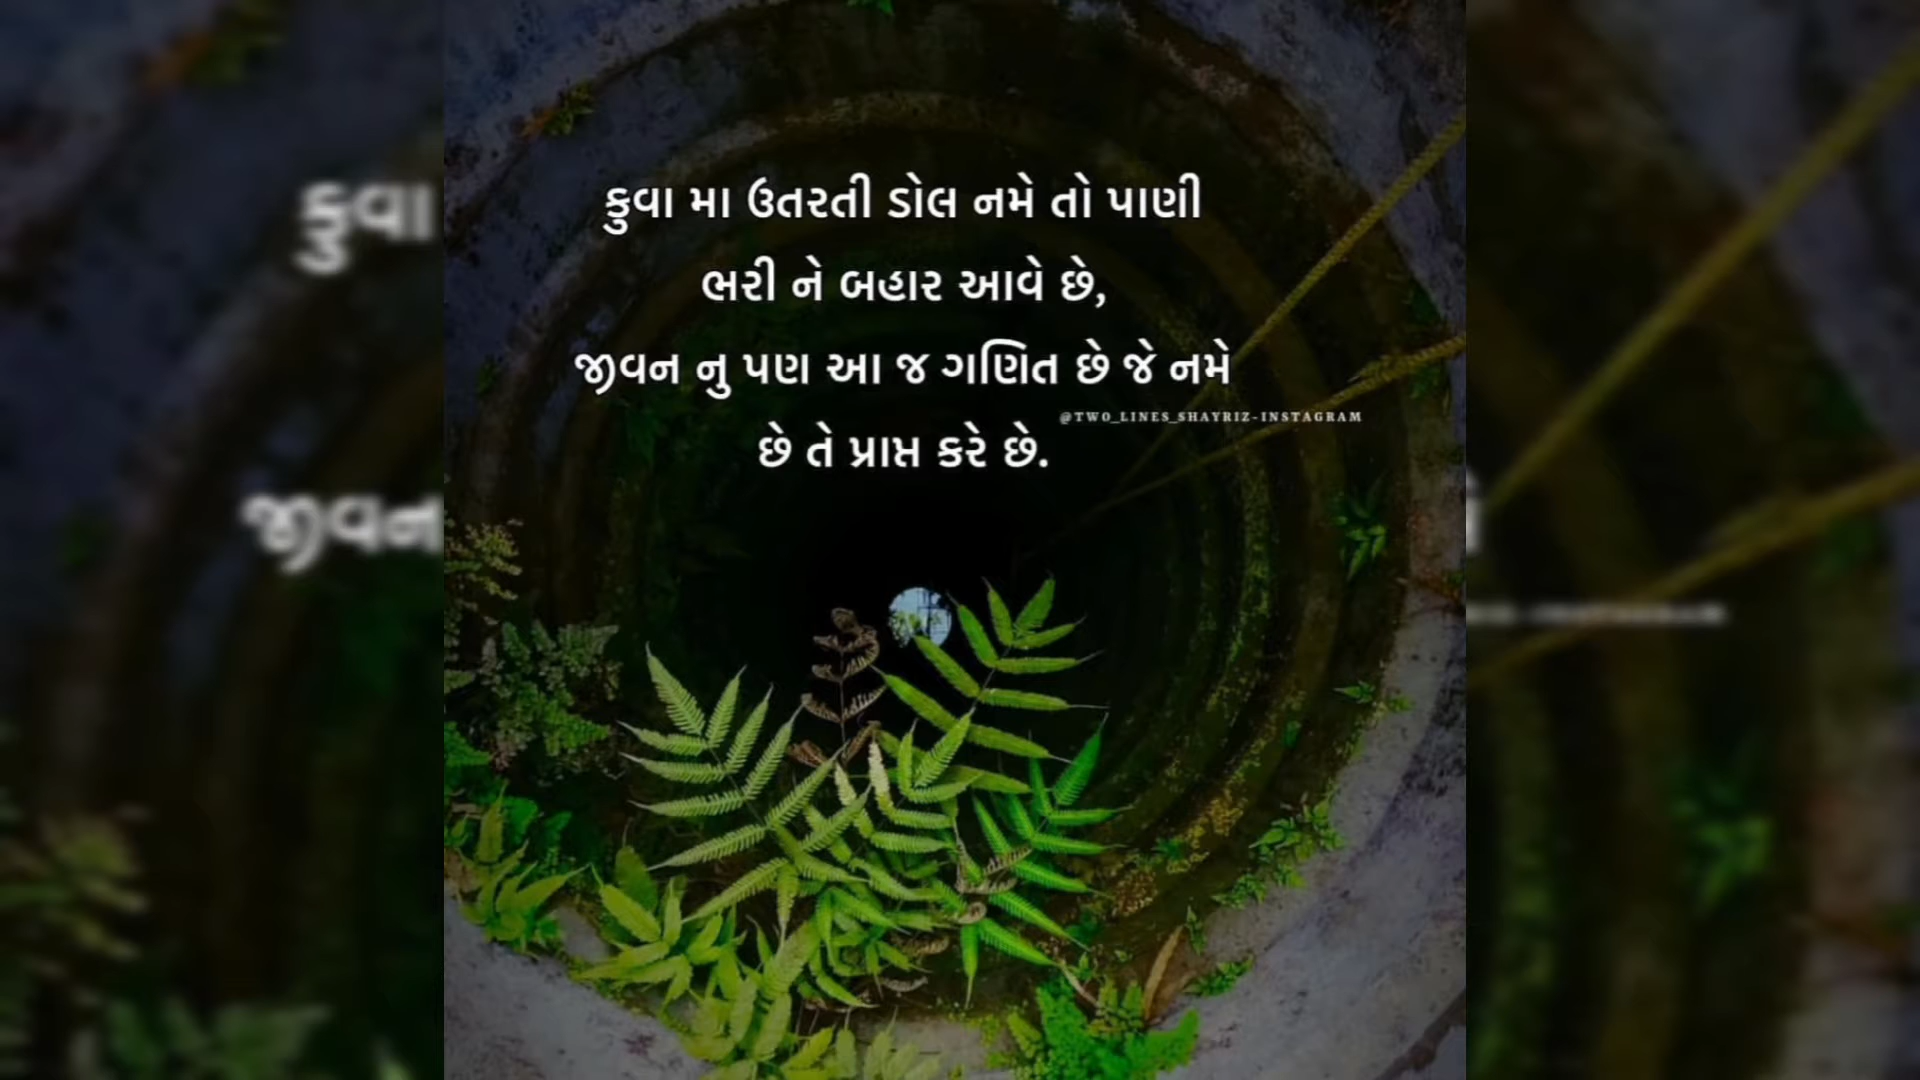 કુવા મા ઉતરતી ડોલ નમે તો પાણી
ભરી ને બહાર આવે છે,
જીવન નુ પણ આ જ ગણિત છે જે નમે
@TWO_LINES_SHAYRIZ-INSTAGRAM
છે તે પ્રાપ્ત કરે છે.